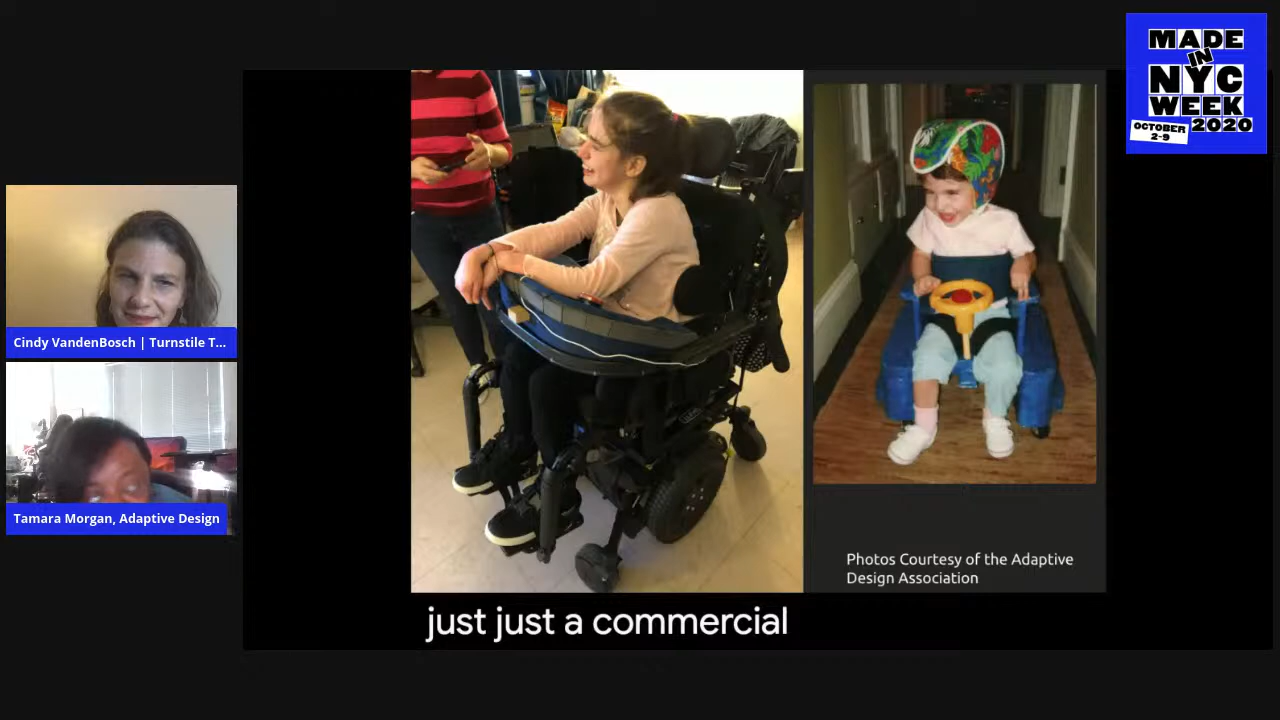 MADE
IN
NYC
WEEK
OCTOBER
2-9
2020
Cindy VandenBosch | Turnstile T...
Tamara Morgan, Adaptive Design
Photos Courtesy of the Adaptive
Design Association
just just a commercial